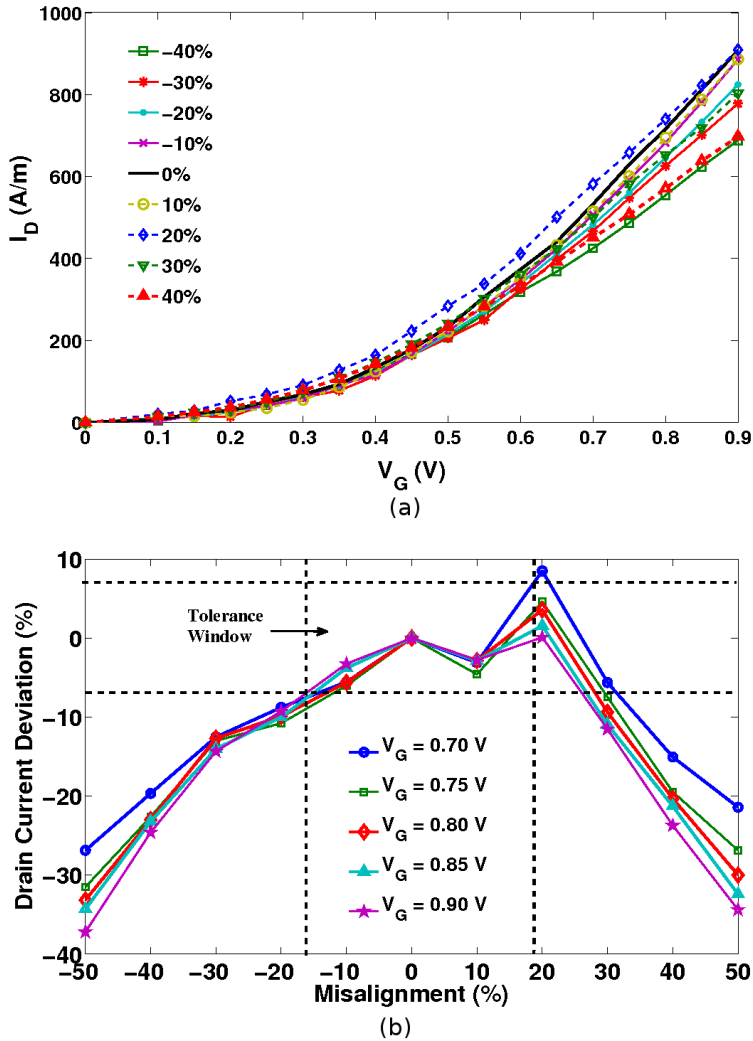 1000
800
600
400
200
0
I_D (A/m)
−40%
−30%
−20%
−10%
0%
10%
20%
30%
40%
0 0.1 0.2 0.3 0.4 0.5 0.6 0.7 0.8 0.9
V_G (V)
(a)
10
0
−10
−20
−30
−40
Drain Current Deviation (%)
Tolerance
Window
V_G = 0.70 V
V_G = 0.75 V
V_G = 0.80 V
V_G = 0.85 V
V_G = 0.90 V
−50 −40 −30 −20 −10 0 10 20 30 40 50
Misalignment (%)
(b)